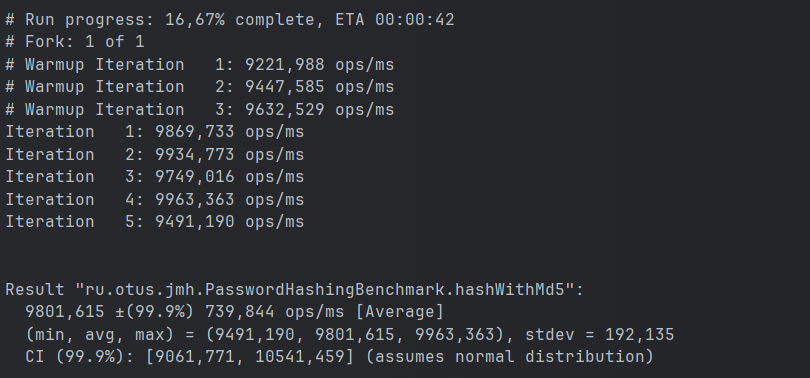 # Run progress: 16,67% complete, ETA 00:00:42
# Fork: 1 of 1
# Warmup Iteration   1: 9221,988 ops/ms
# Warmup Iteration   2: 9447,585 ops/ms
# Warmup Iteration   3: 9632,529 ops/ms
Iteration   1: 9869,733 ops/ms
Iteration   2: 9934,773 ops/ms
Iteration   3: 9749,016 ops/ms
Iteration   4: 9963,363 ops/ms
Iteration   5: 9491,190 ops/ms
Result "ru.otus.jmh.PasswordHashingBenchmark.hashWithMd5":
  9801,615 ±(99.9%) 739,844 ops/ms [Average]
  (min, avg, max) = (9491,190, 9801,615, 9963,363), stdev = 192,135
  CI (99.9%): [9061,771, 10541,459] (assumes normal distribution)